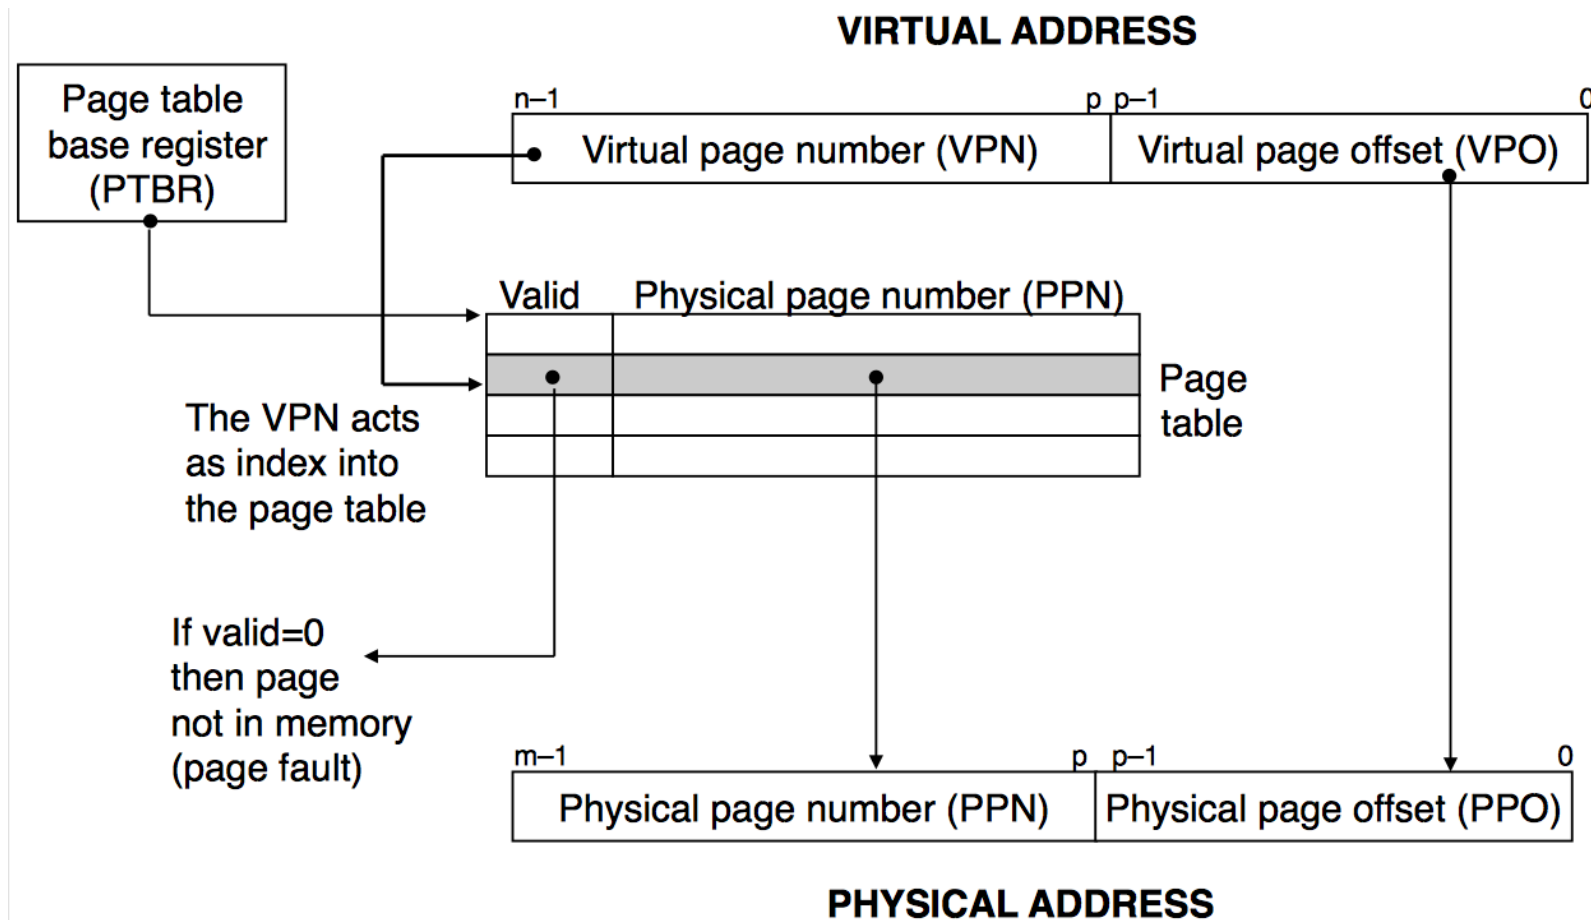 VIRTUAL ADDRESS
Page table
base register
(PTBR)
n–1
p p–1
0
Virtual page number (VPN)
Virtual page offset (VPO)
Valid
Physical page number (PPN)
Page
table
The VPN acts
as index into
the page table
If valid=0
then page
not in memory
(page fault)
m–1
p p–1
0
Physical page number (PPN)
Physical page offset (PPO)
PHYSICAL ADDRESS